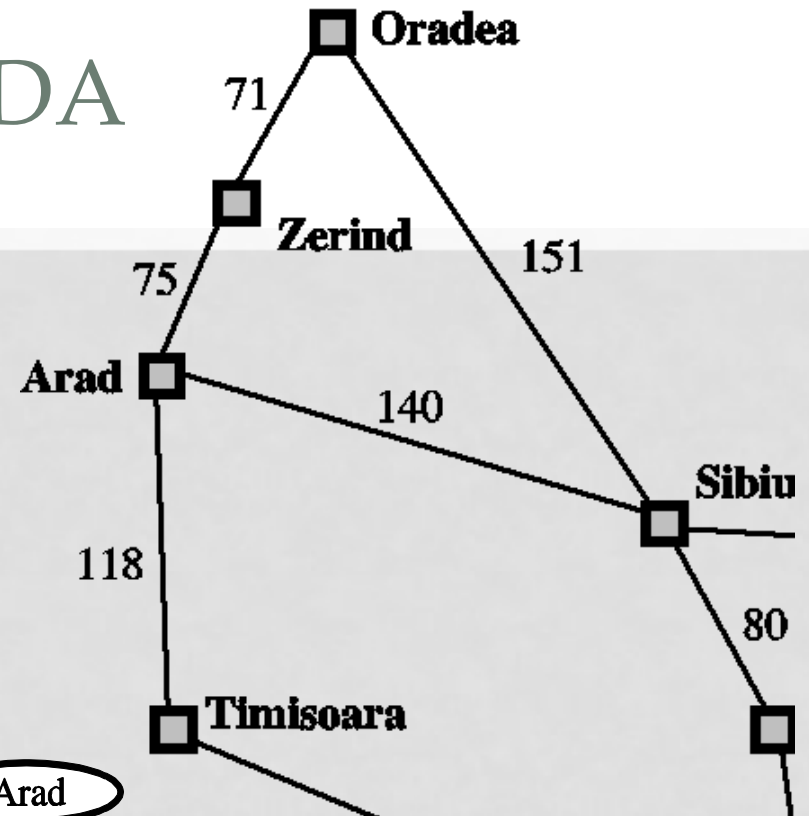 Oradea
DA
71
Zerind
151
75
Arad
140
Sibiu
118
80
Timisoara
Arad